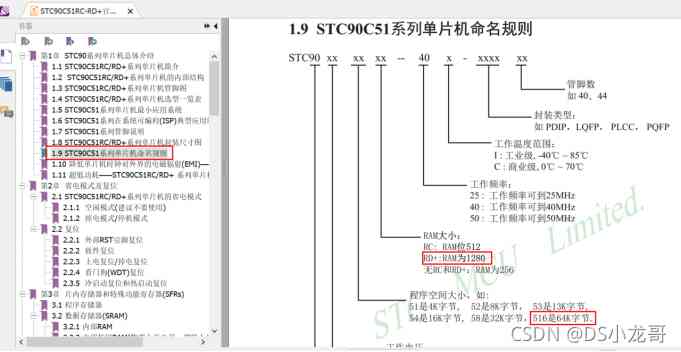 STC90C51RC-RD+官...
书签
第1章 STC90系列单片机总体介绍
1.1 STC90C51RC/RD+系列单片机简介
1.2 STC90C51RC/RD+系列单片机的内部结构
1.3 STC90C51RC/RD+系列单片机管脚图
1.4 STC90C51RC/RD+系列单片机选型一览表
1.5 STC90C51系列单片机最小应用系统
1.6 STC90系列在系统可编程(ISP)典型应用
1.7 STC90系列管脚说明
1.8 STC90C51RC/RD+系列单片机封装尺寸图
1.9 STC90C51系列单片机命名规则
1.10 降低单片机时钟对外界的电磁辐射(EMI)——
1.11 超低功耗——STC90C51RC/RD+ 系列单片机
第2章 省电模式及复位
2.1 STC90C51RC/RD+系列单片机的省电模式
2.1.1 空闲模式(建议不要使用)
2.1.2 掉电模式/停机模式
2.2 复位
2.2.1 外部RST引脚复位
2.2.2 软件复位
2.2.3 上电复位/掉电复位
2.2.4 看门狗(WDT)复位
2.2.5 冷启动复位和热启动复位
第3章 片内存储器和特殊功能寄存器(SFRs)
3.1 程序存储器
3.2 数据存储器(SRAM)
3.2.1 内部RAM
1.9 STC90C51系列单片机命名规则
STC90 xx xx xx -- 40 x - xxxx xx
管脚数
如 40、44
封装类型:
如 PDIP, LQFP, PLCC, PQFP
工作温度范围:
I : 工业级, -40℃~85℃
C : 商业级, 0℃~70℃
工作频率:
25 : 工作频率可到25MHz
40 : 工作频率可到40MHz
50 : 工作频率可到50MHz
RAM大小:
RC: RAM位512
RD+:RAM为1280
无RC和RD+: RAM为256
程序空间大小, 如:
51是4K字节, 52是8K字节, 53是13K字节,
54是16K字节, 58是32K字节, 516是64K字节.
工作电压
MCU Limited.
CSDN @DS小龙哥